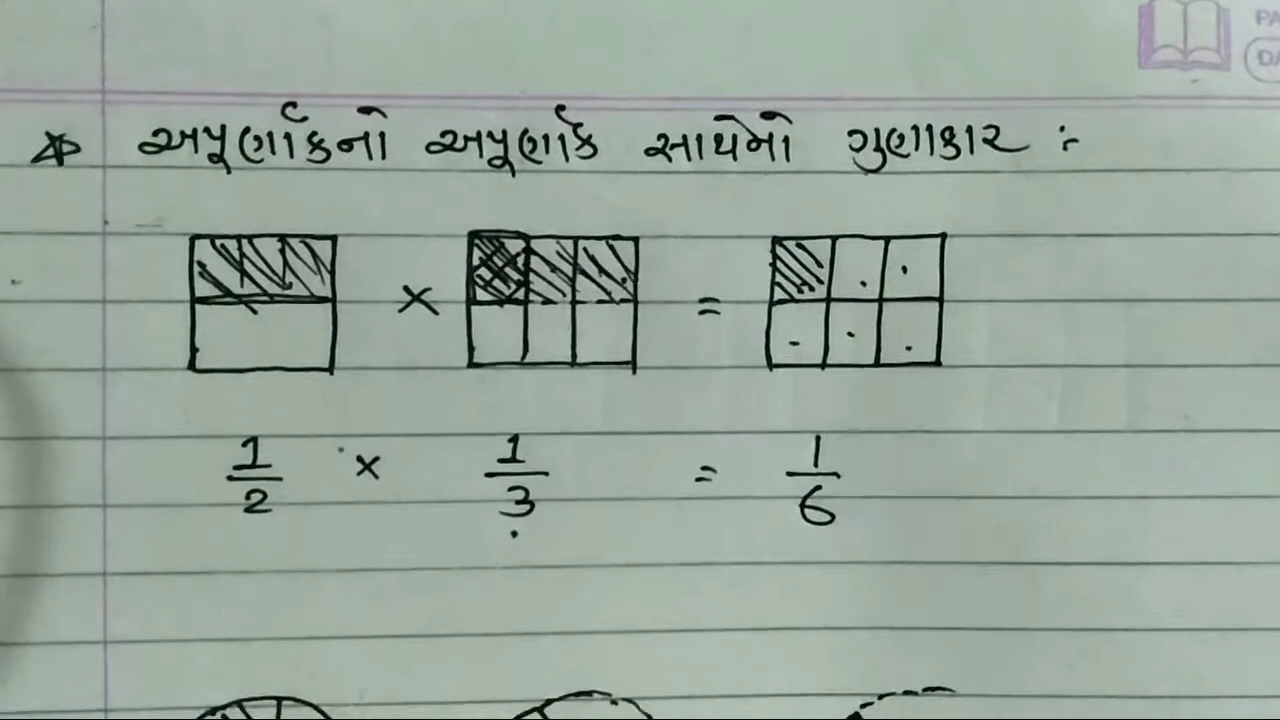 * અપૂર્ણાંકનો અપૂર્ણાંક સાથેનો ગુણાકાર :-
× =
1/2 × 1/3 = 1/6